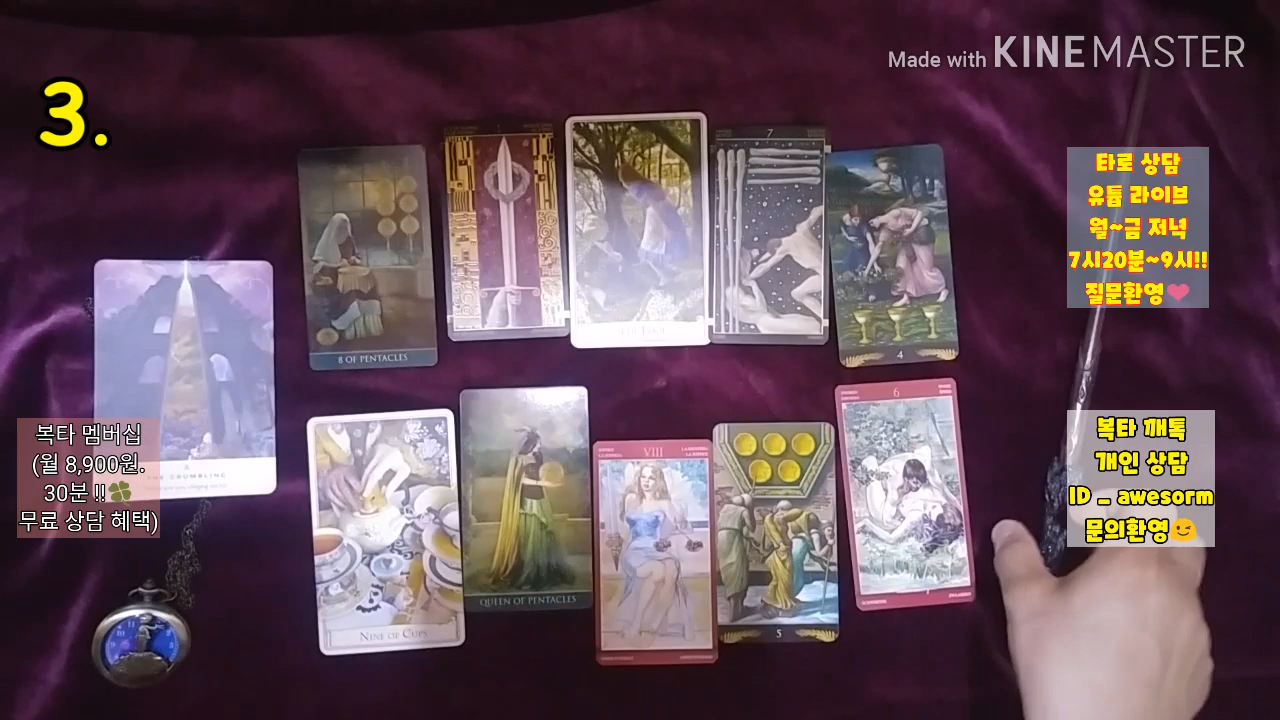 Made with KINEMASTER
3.
타로 상담
유튭 라이브
월~금 저녁
7시20분~9시!!
질문환영
7
8 OF PENTACLES
4
THE CRUMBLING
복타 멤버십
(월 8,900원.
30분 !!
무료 상담 혜택)
복타 깨톡
개인 상담
ID _ awesorm
문의환영
6
VIII
QUEEN OF PENTACLES
NINE OF CUPS
5